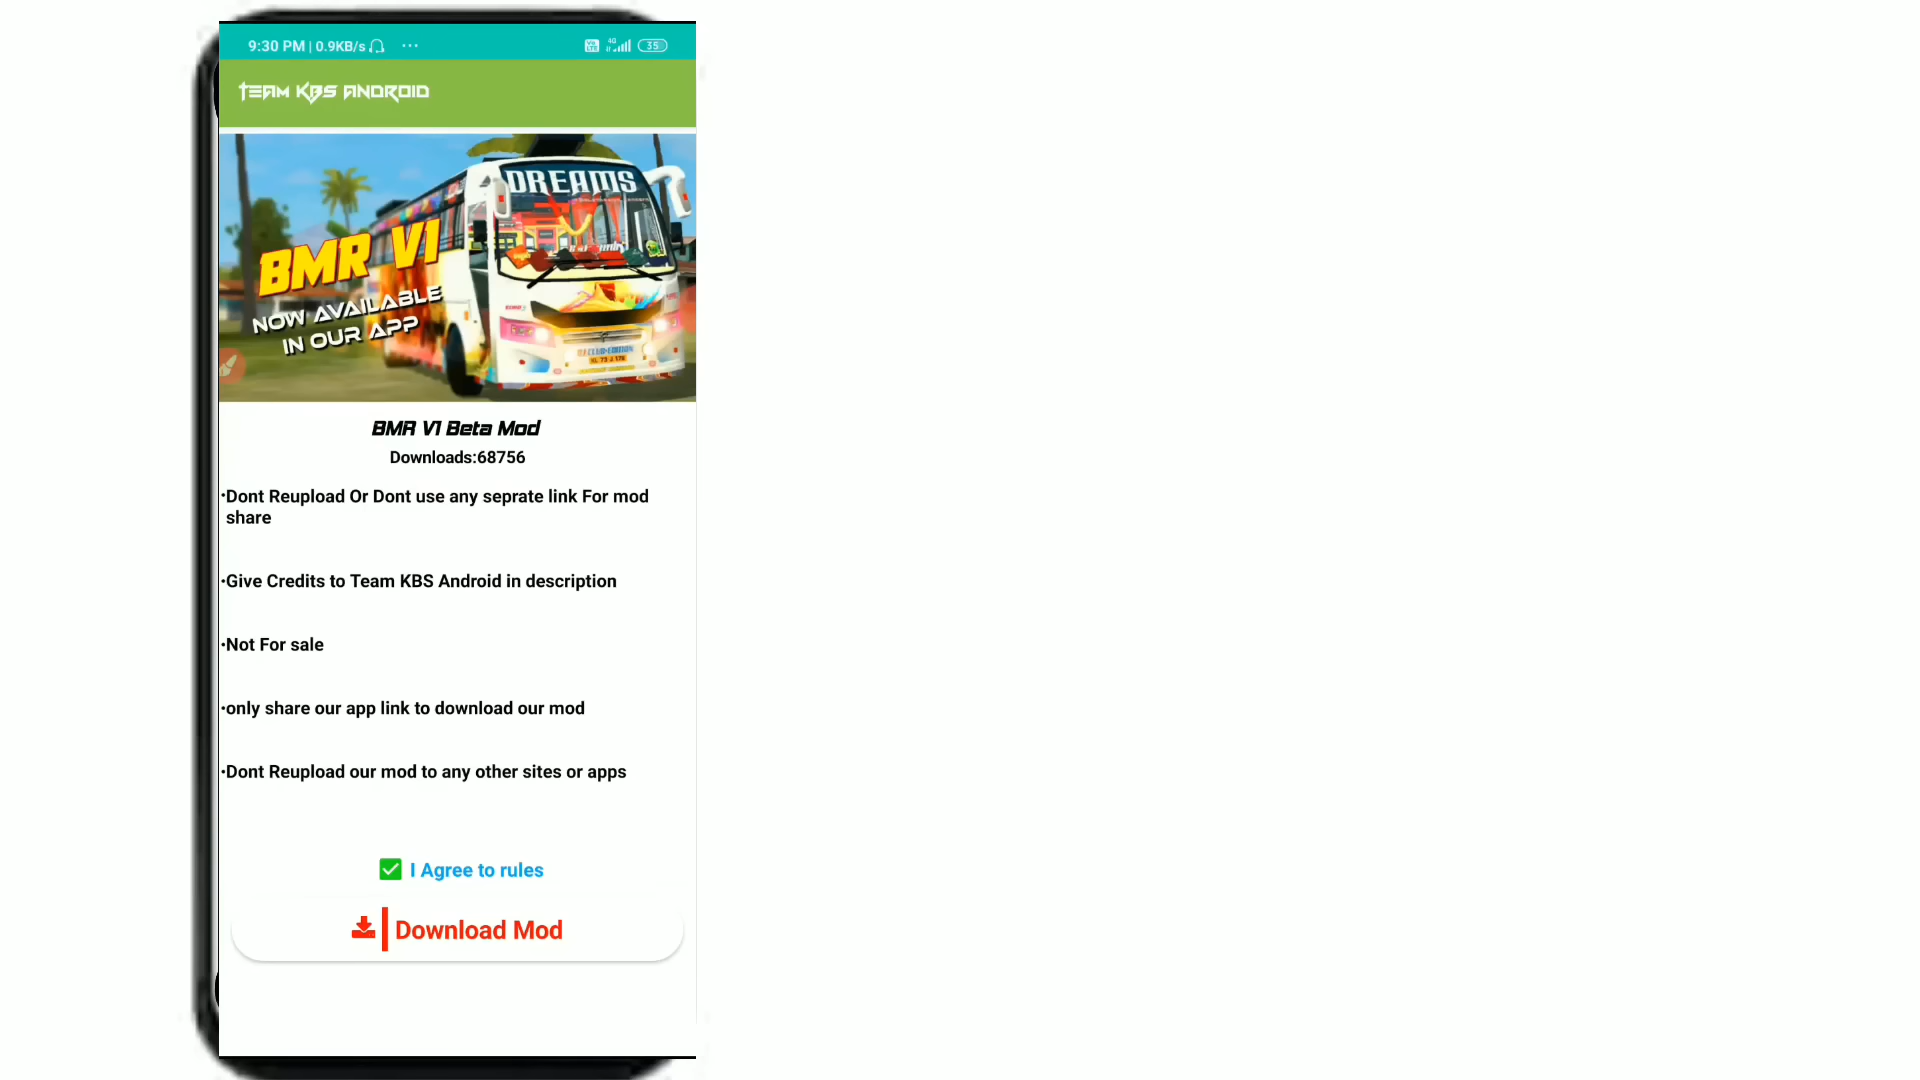 9:30 PM | 0.9KB/s ...
4G
35
TEAM KBS ANDROID
DREAMS
BMR V1
NOW AVAILABLE
IN OUR APP
BMR V1 Beta Mod
Downloads:68756
•Dont Reupload Or Dont use any seprate link For mod
share
•Give Credits to Team KBS Android in description
•Not For sale
•only share our app link to download our mod
•Dont Reupload our mod to any other sites or apps
I Agree to rules
Download Mod